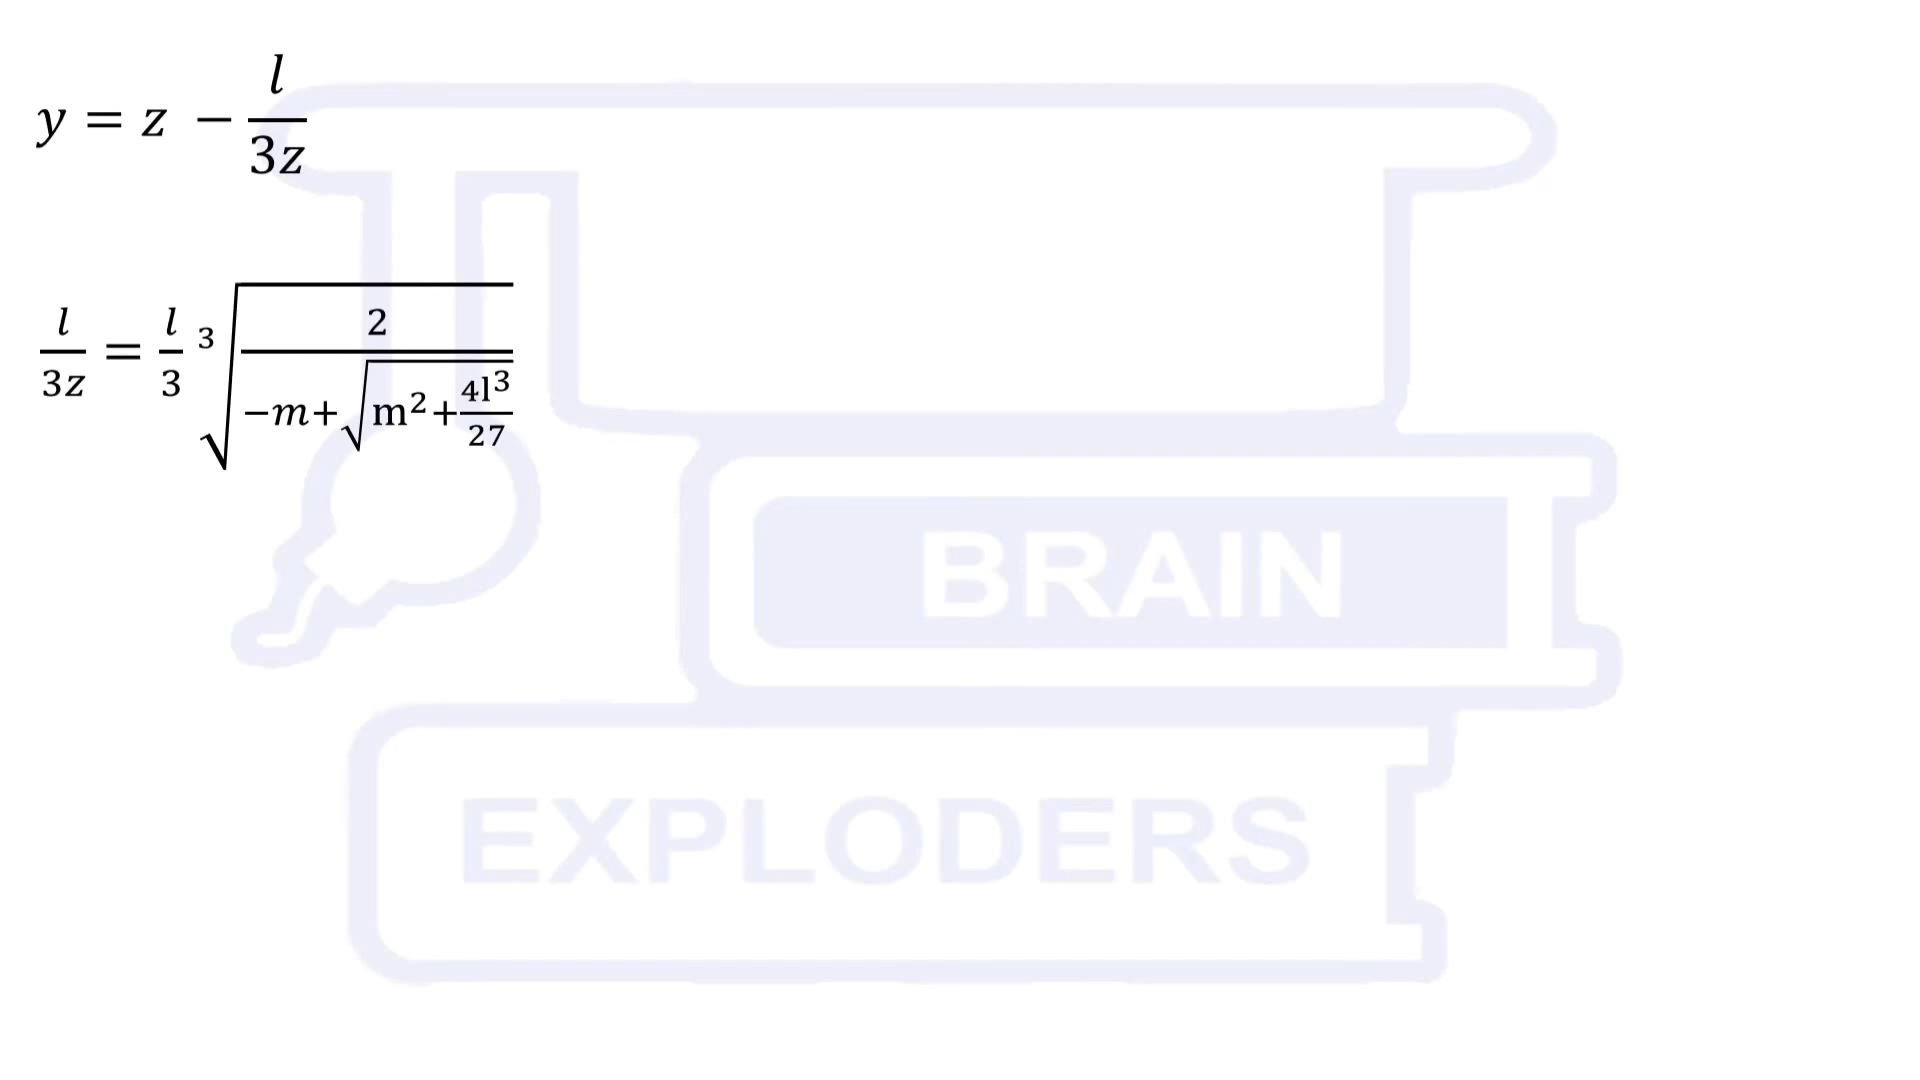 y = z − l/3z
l/3z = l/3 ∛(2/(−m+√(m²+4l³/27)))
BRAIN
EXPLODERS